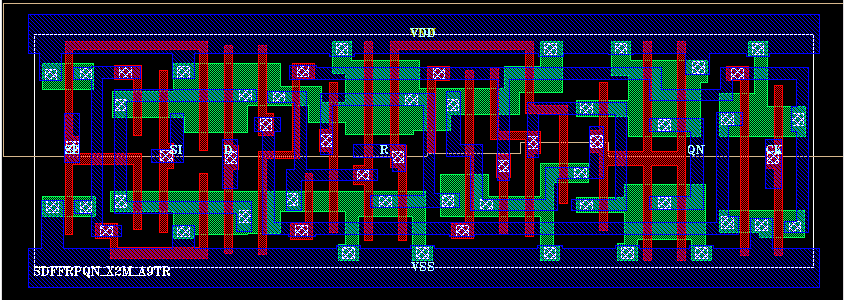 VDD
SE SI D R QN CK
VSS
SDFFRPQN_X2M_A9TR